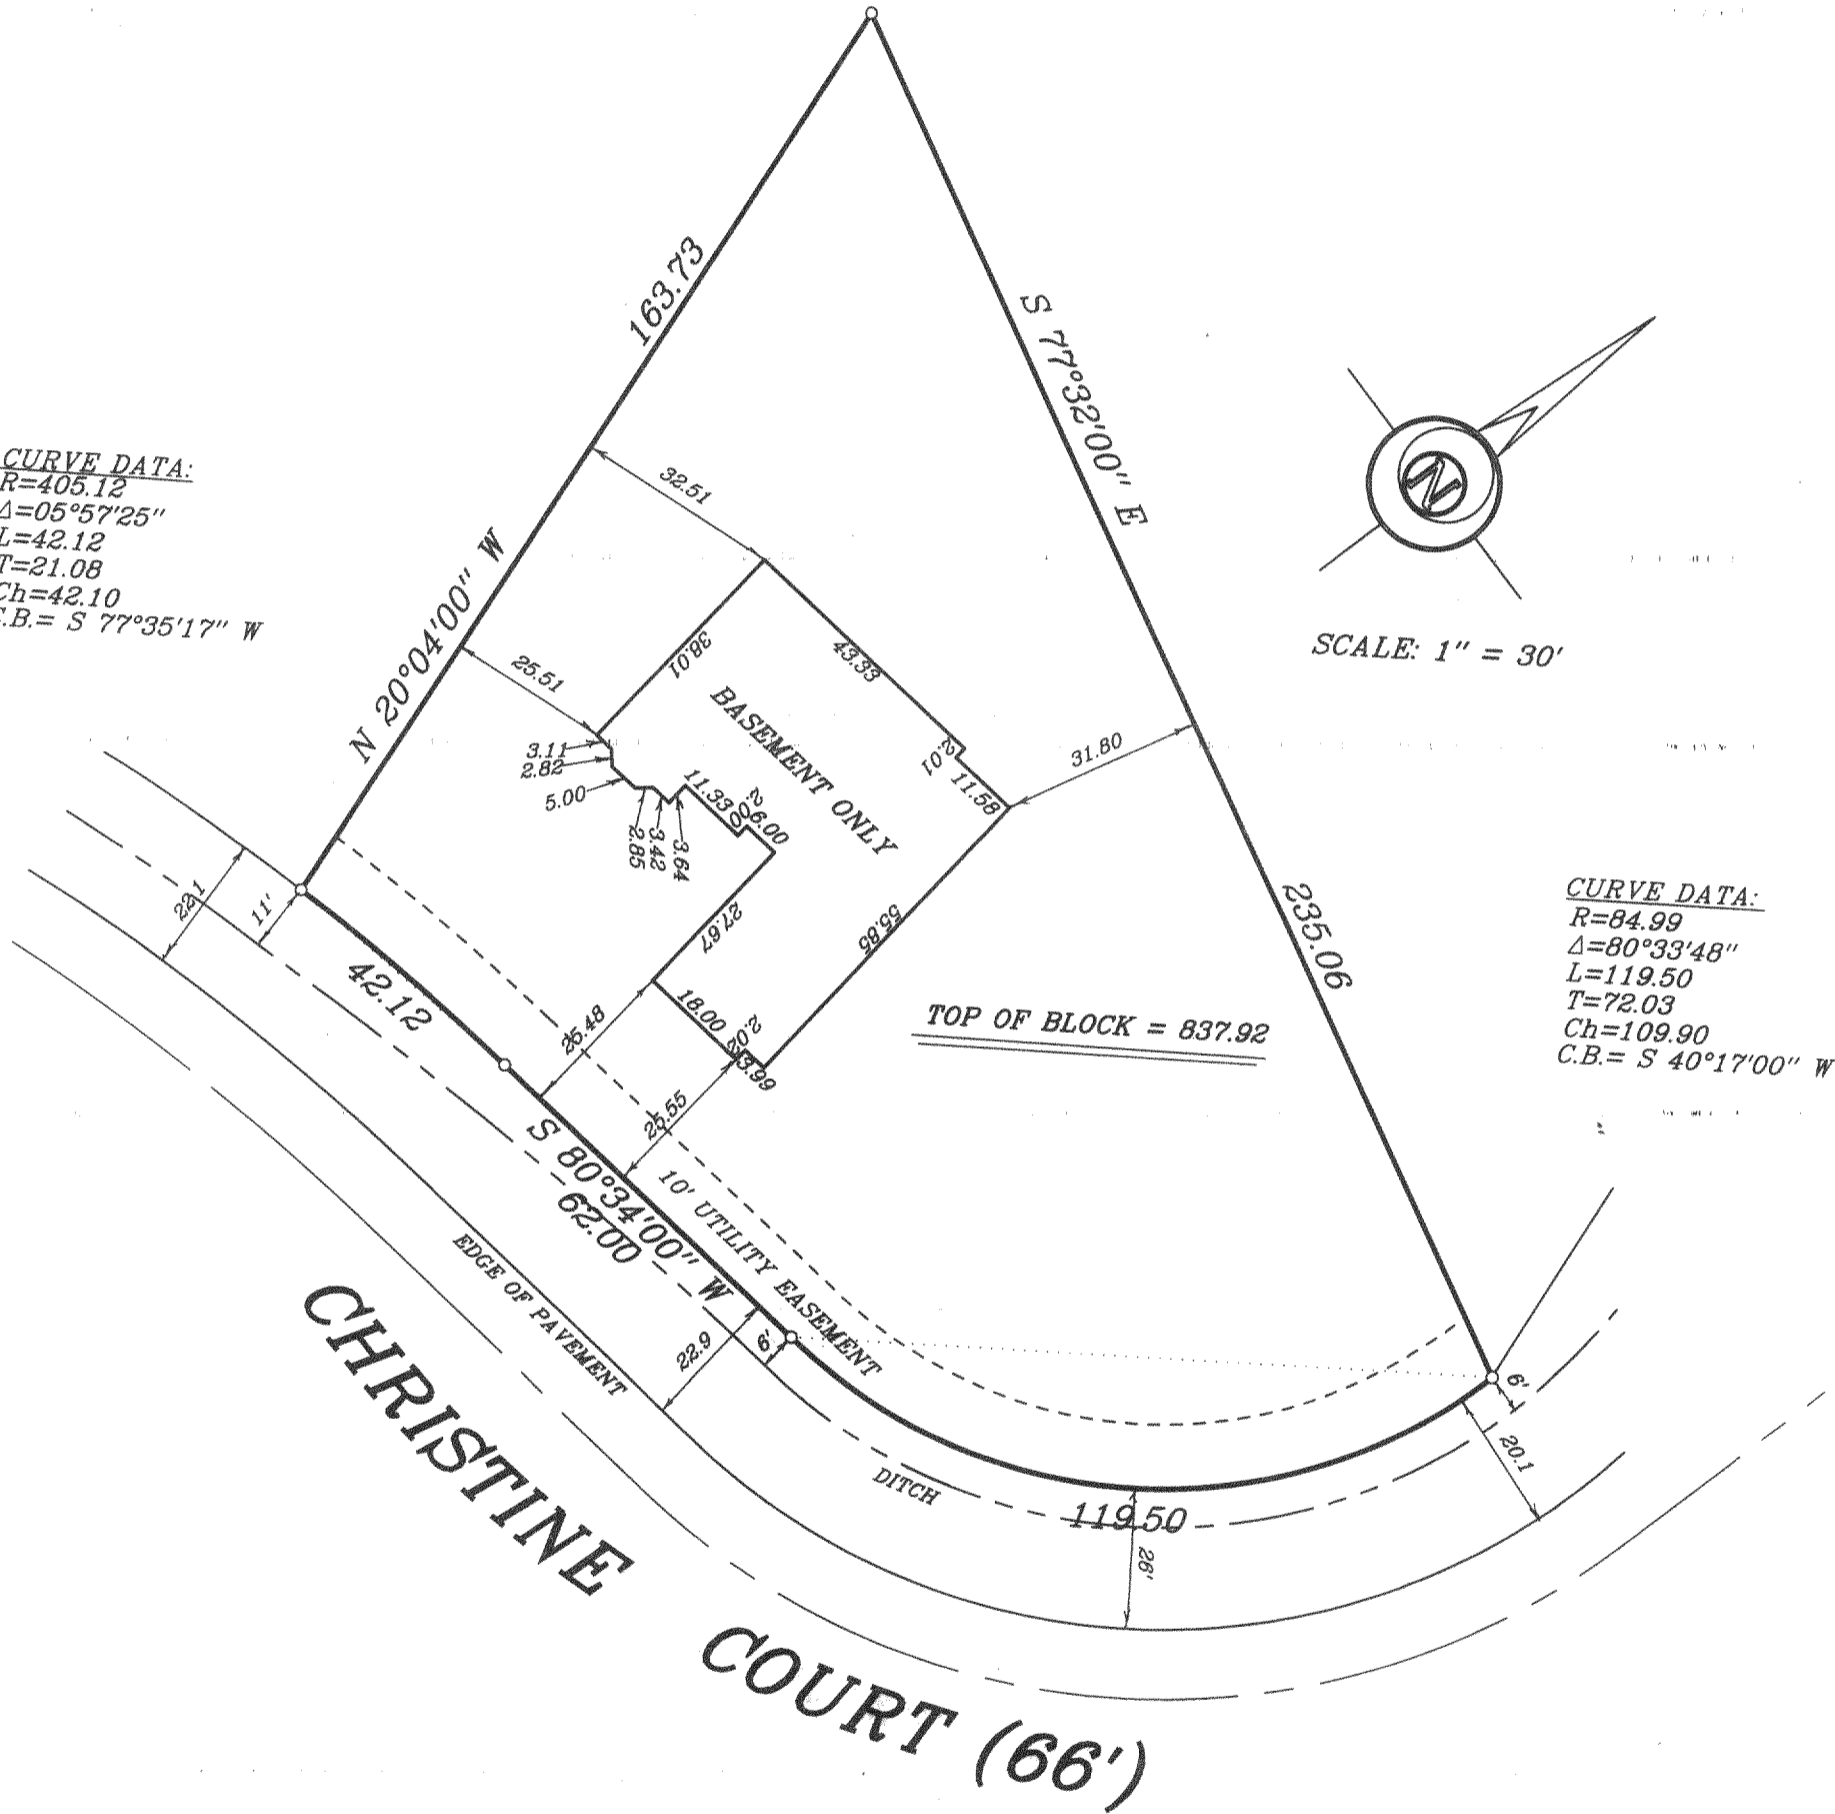 163.73
N 20°04'00" W
S 77°32'00" E
235.06
CURVE DATA:
R=405.12
Δ=05°57'25"
L=42.12
T=21.08
Ch=42.10
C.B.= S 77°35'17" W
N
SCALE: 1" = 30'
32.51
25.51
38.01
43.33
2.01
11.58
31.80
BASEMENT ONLY
3.11
2.82
5.00
2.85
3.42
3.64
11.33
2.00
6.00
27.67
55.85
18.00
2.02
3.99
25.48
25.55
TOP OF BLOCK = 837.92
CURVE DATA:
R=84.99
Δ=80°33'48"
L=119.50
T=72.03
Ch=109.90
C.B.= S 40°17'00" W
22.1
11'
42.12
S 80°34'00" W
62.00
10' UTILITY EASEMENT
EDGE OF PAVEMENT
22.9
6'
DITCH
119.50
26'
6'
20.1
CHRISTINE COURT (66')